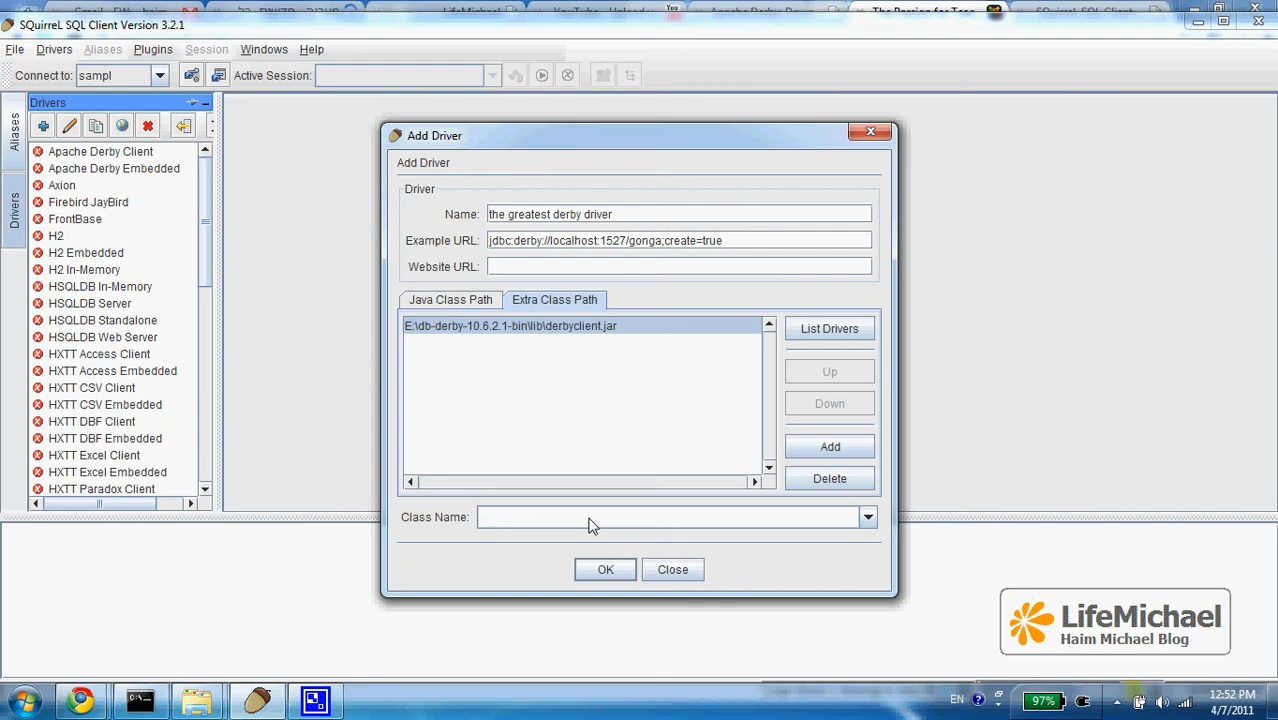 SQuirreL SQL Client Version 3.2.1
File Drivers Aliases Plugins Session Windows Help
Connect to: sampl Active Session:
Drivers
Aliases
Drivers
Apache Derby Client
Apache Derby Embedded
Axion
Firebird JayBird
FrontBase
H2
H2 Embedded
H2 In-Memory
HSQLDB In-Memory
HSQLDB Server
HSQLDB Standalone
HSQLDB Web Server
HXTT Access Client
HXTT Access Embedded
HXTT CSV Client
HXTT CSV Embedded
HXTT DBF Client
HXTT DBF Embedded
HXTT Excel Client
HXTT Excel Embedded
HXTT Paradox Client
Add Driver
Add Driver
Driver
Name: the greatest derby driver
Example URL: jdbc:derby://localhost:1527/gonga;create=true
Website URL:
Java Class Path Extra Class Path
E:\db-derby-10.6.2.1-bin\lib\derbyclient.jar
List Drivers
Up
Down
Add
Delete
Class Name:
OK Close
LifeMichael
Haim Michael Blog
EN 97% 12:52 PM
4/7/2011